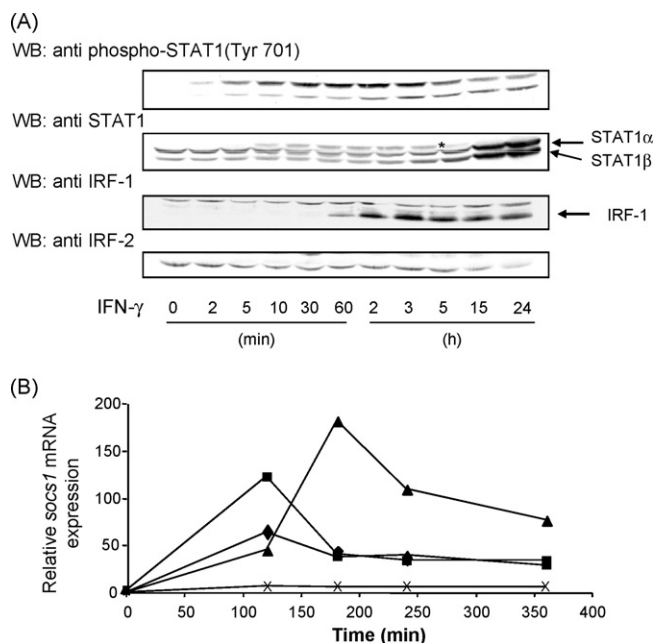 (A)
WB: anti phospho-STAT1(Tyr 701)
WB: anti STAT1
*
STAT1α
STAT1β
WB: anti IRF-1
IRF-1
WB: anti IRF-2
IFN-γ 0 2 5 10 30 60 2 3 5 15 24
(min) (h)
(B)
Relative socs1 mRNA
expression
200
150
100
50
0
0 50 100 150 200 250 300 350 400
Time (min)